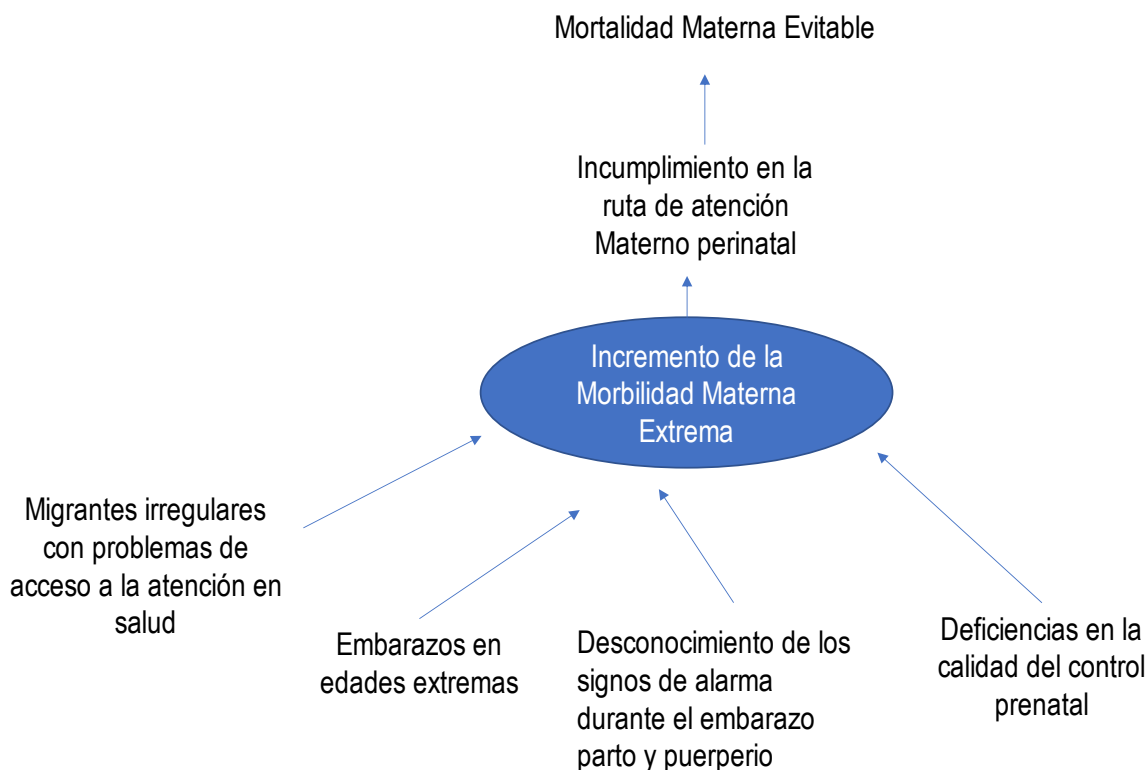 Mortalidad Materna Evitable
Incumplimiento en la
ruta de atención
Materno perinatal
Incremento de la
Morbilidad Materna
Extrema
Migrantes irregulares
con problemas de
acceso a la atención en
salud
Embarazos en
edades extremas
Desconocimiento de los
signos de alarma
durante el embarazo
parto y puerperio
Deficiencias en la
calidad del control
prenatal